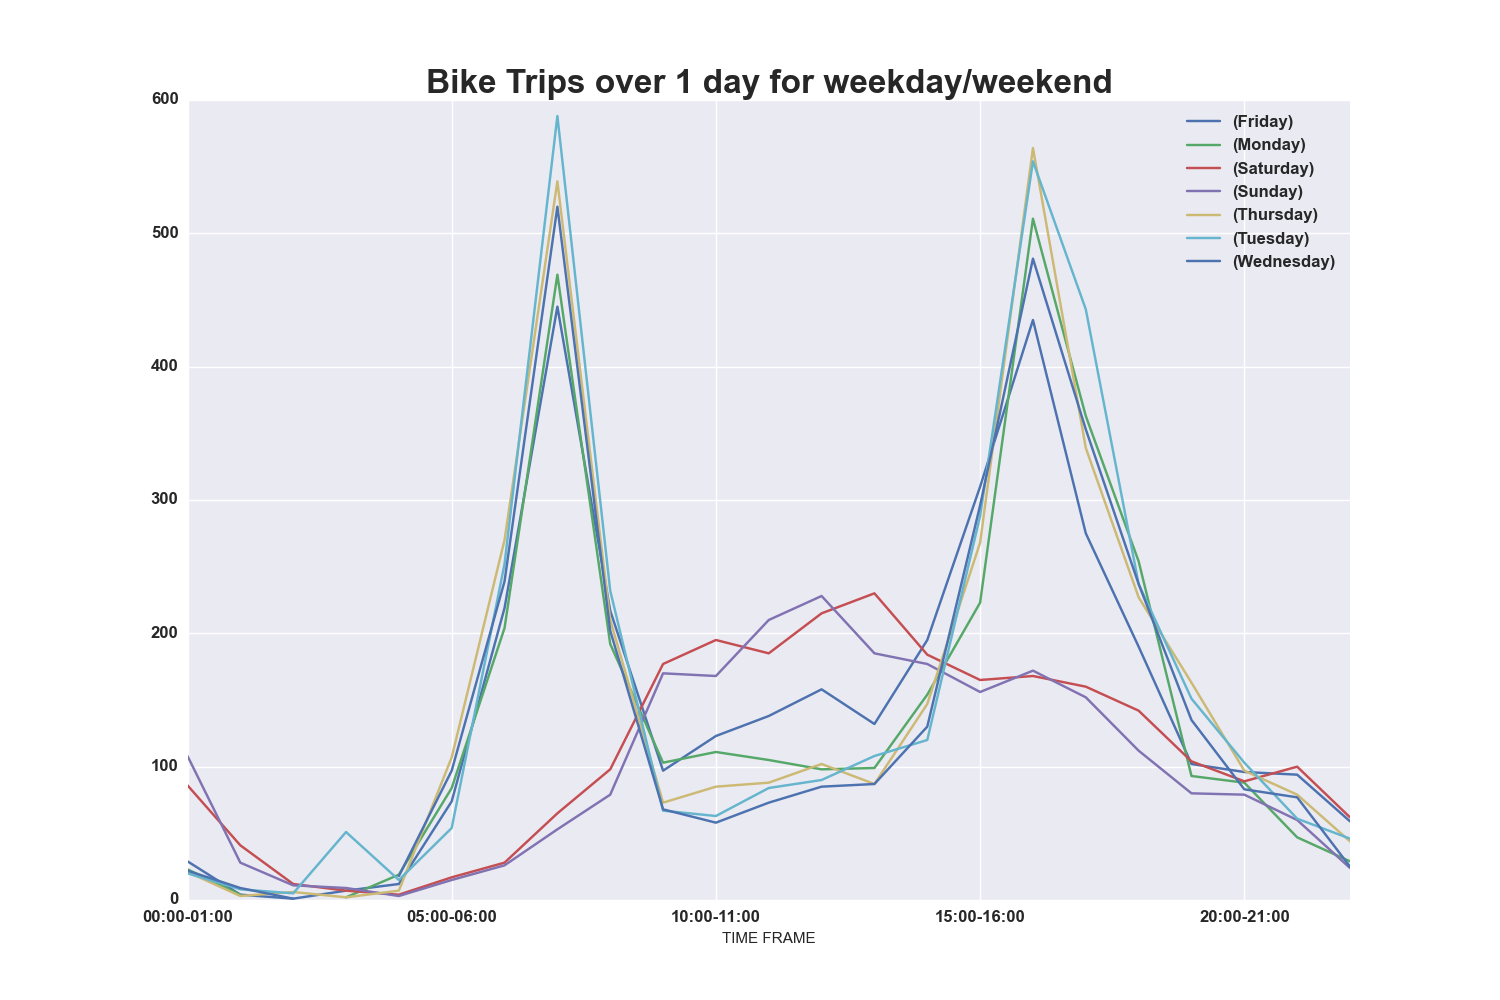 Bike Trips over 1 day for weekday/weekend
600
500
400
300
200
100
0
(Friday)
(Monday)
(Saturday)
(Sunday)
(Thursday)
(Tuesday)
(Wednesday)
00:00-01:00 05:00-06:00 10:00-11:00 15:00-16:00 20:00-21:00
TIME FRAME